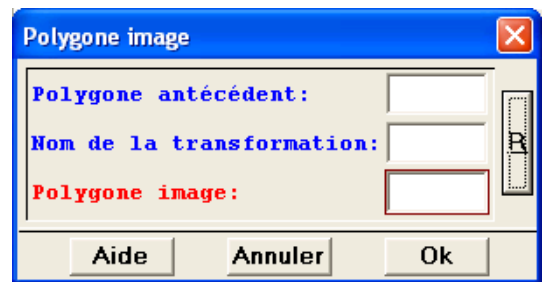 Polygone image
Polygone antécédent:
Nom de la transformation:
R
Polygone image:
Aide Annuler Ok